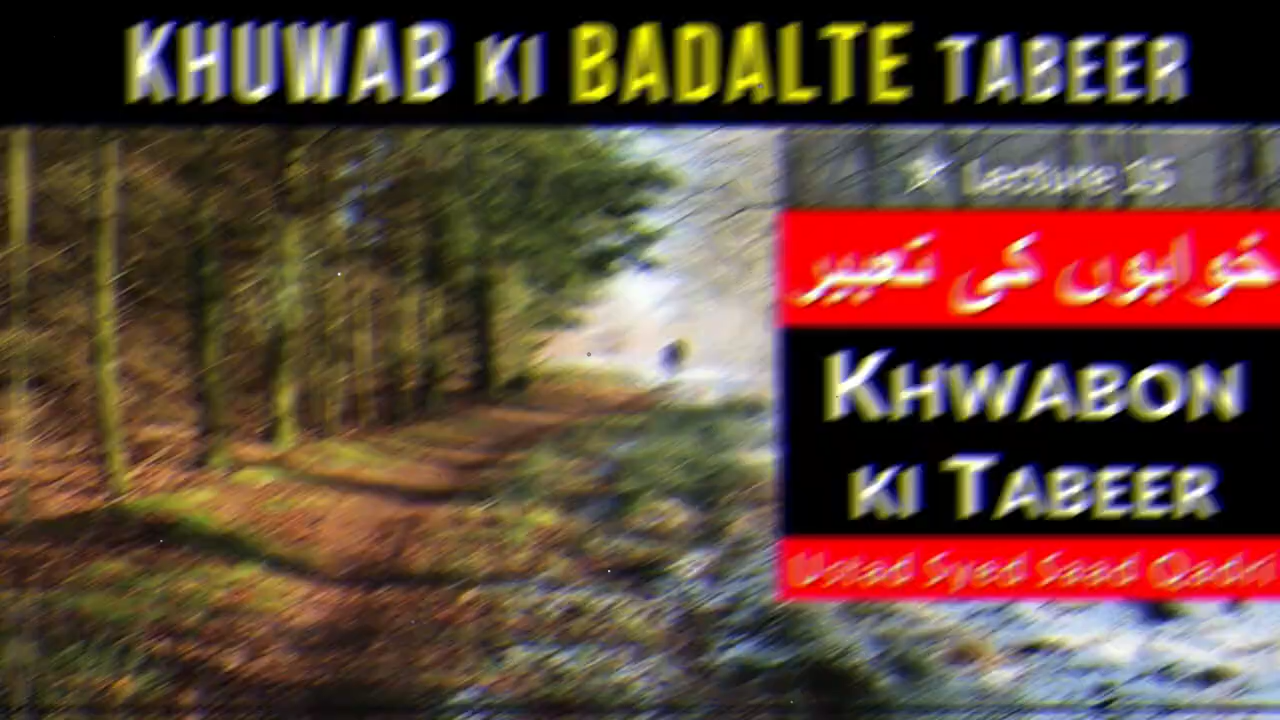 KHUWAB KI BADALTE TABEER
Lecture 15
خوابوں کی تعبیر
KHWABON
KI TABEER
Ustad Syed Saad Qadri